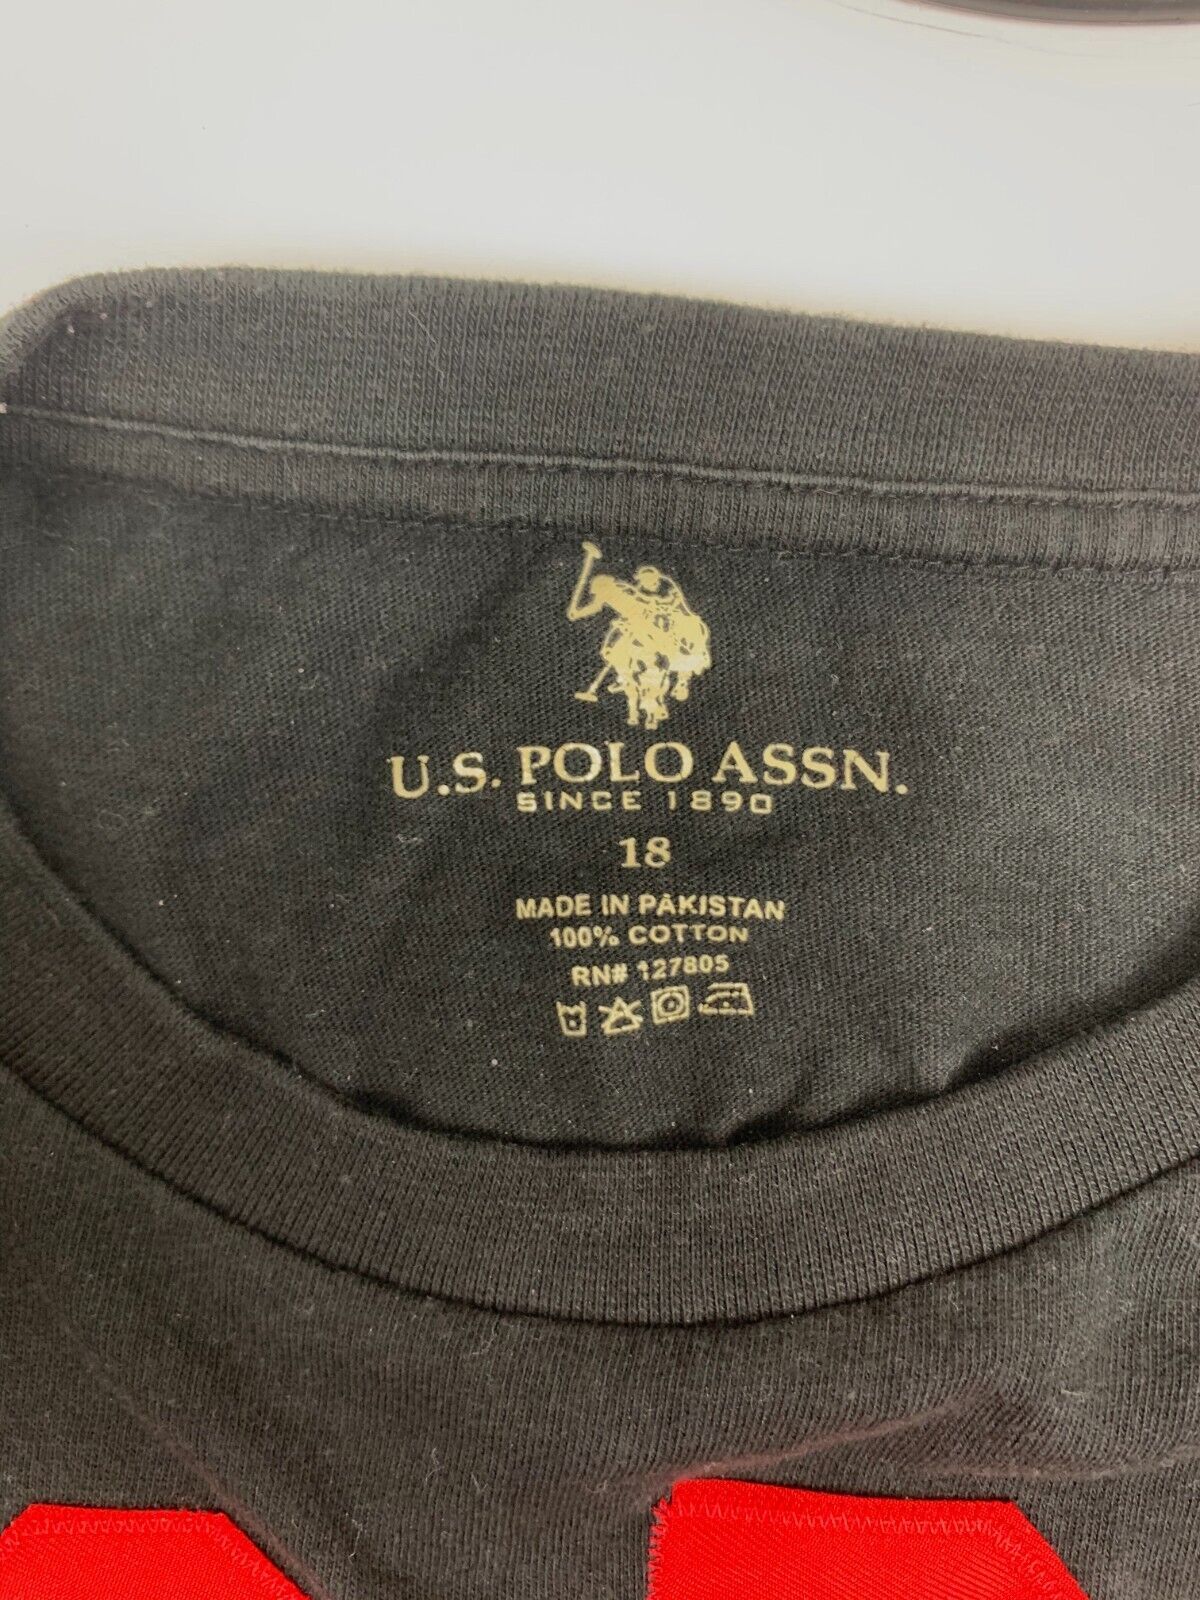 U.S. POLO ASSN.
SINCE 1890
18
MADE IN PAKISTAN
100% COTTON
RN# 127805